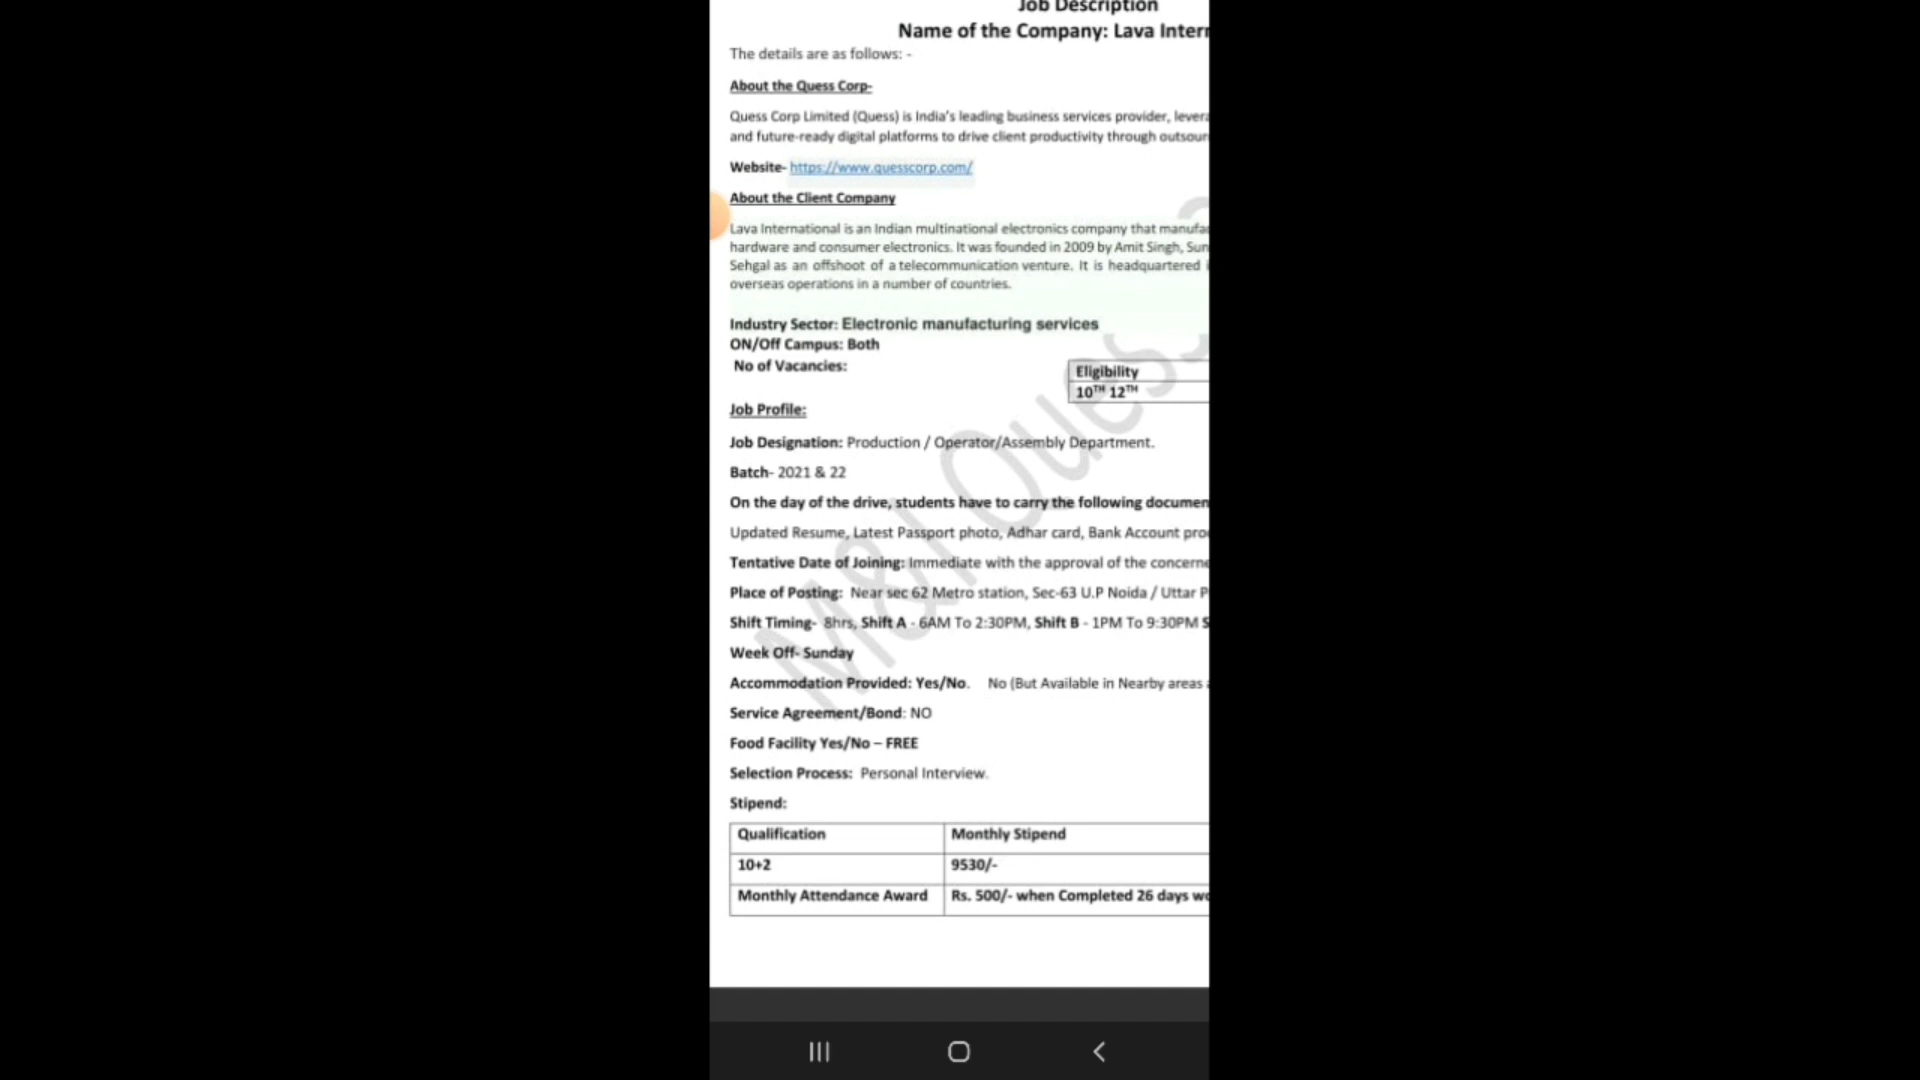 Job Description
Name of the Company: Lava Intern
The details are as follows: -
About the Quess Corp-
Quess Corp Limited (Quess) is India's leading business services provider, levera
and future-ready digital platforms to drive client productivity through outsour
Website- https://www.quesscorp.com/
About the Client Company
Lava International is an Indian multinational electronics company that manufac
hardware and consumer electronics. It was founded in 2009 by Amit Singh, Sun
Sehgal as an offshoot of a telecommunication venture. It is headquartered i
overseas operations in a number of countries.
Industry Sector: Electronic manufacturing services
ON/Off Campus: Both
No of Vacancies:
Eligibility
10TH 12TH
Job Profile:
Job Designation: Production / Operator/Assembly Department.
Batch- 2021 & 22
On the day of the drive, students have to carry the following documen
Updated Resume, Latest Passport photo, Adhar card, Bank Account pro
Tentative Date of Joining: Immediate with the approval of the concerne
Place of Posting: Near sec 62 Metro station, Sec-63 U.P Noida / Uttar P
Shift Timing- 8hrs, Shift A - 6AM To 2:30PM, Shift B - 1PM To 9:30PM S
Week Off- Sunday
Accommodation Provided: Yes/No. No (But Available in Nearby areas a
Service Agreement/Bond: NO
Food Facility Yes/No – FREE
Selection Process: Personal Interview.
Stipend:
Qualification Monthly Stipend
10+2 9530/-
Monthly Attendance Award Rs. 500/- when Completed 26 days wo
M&I Quess